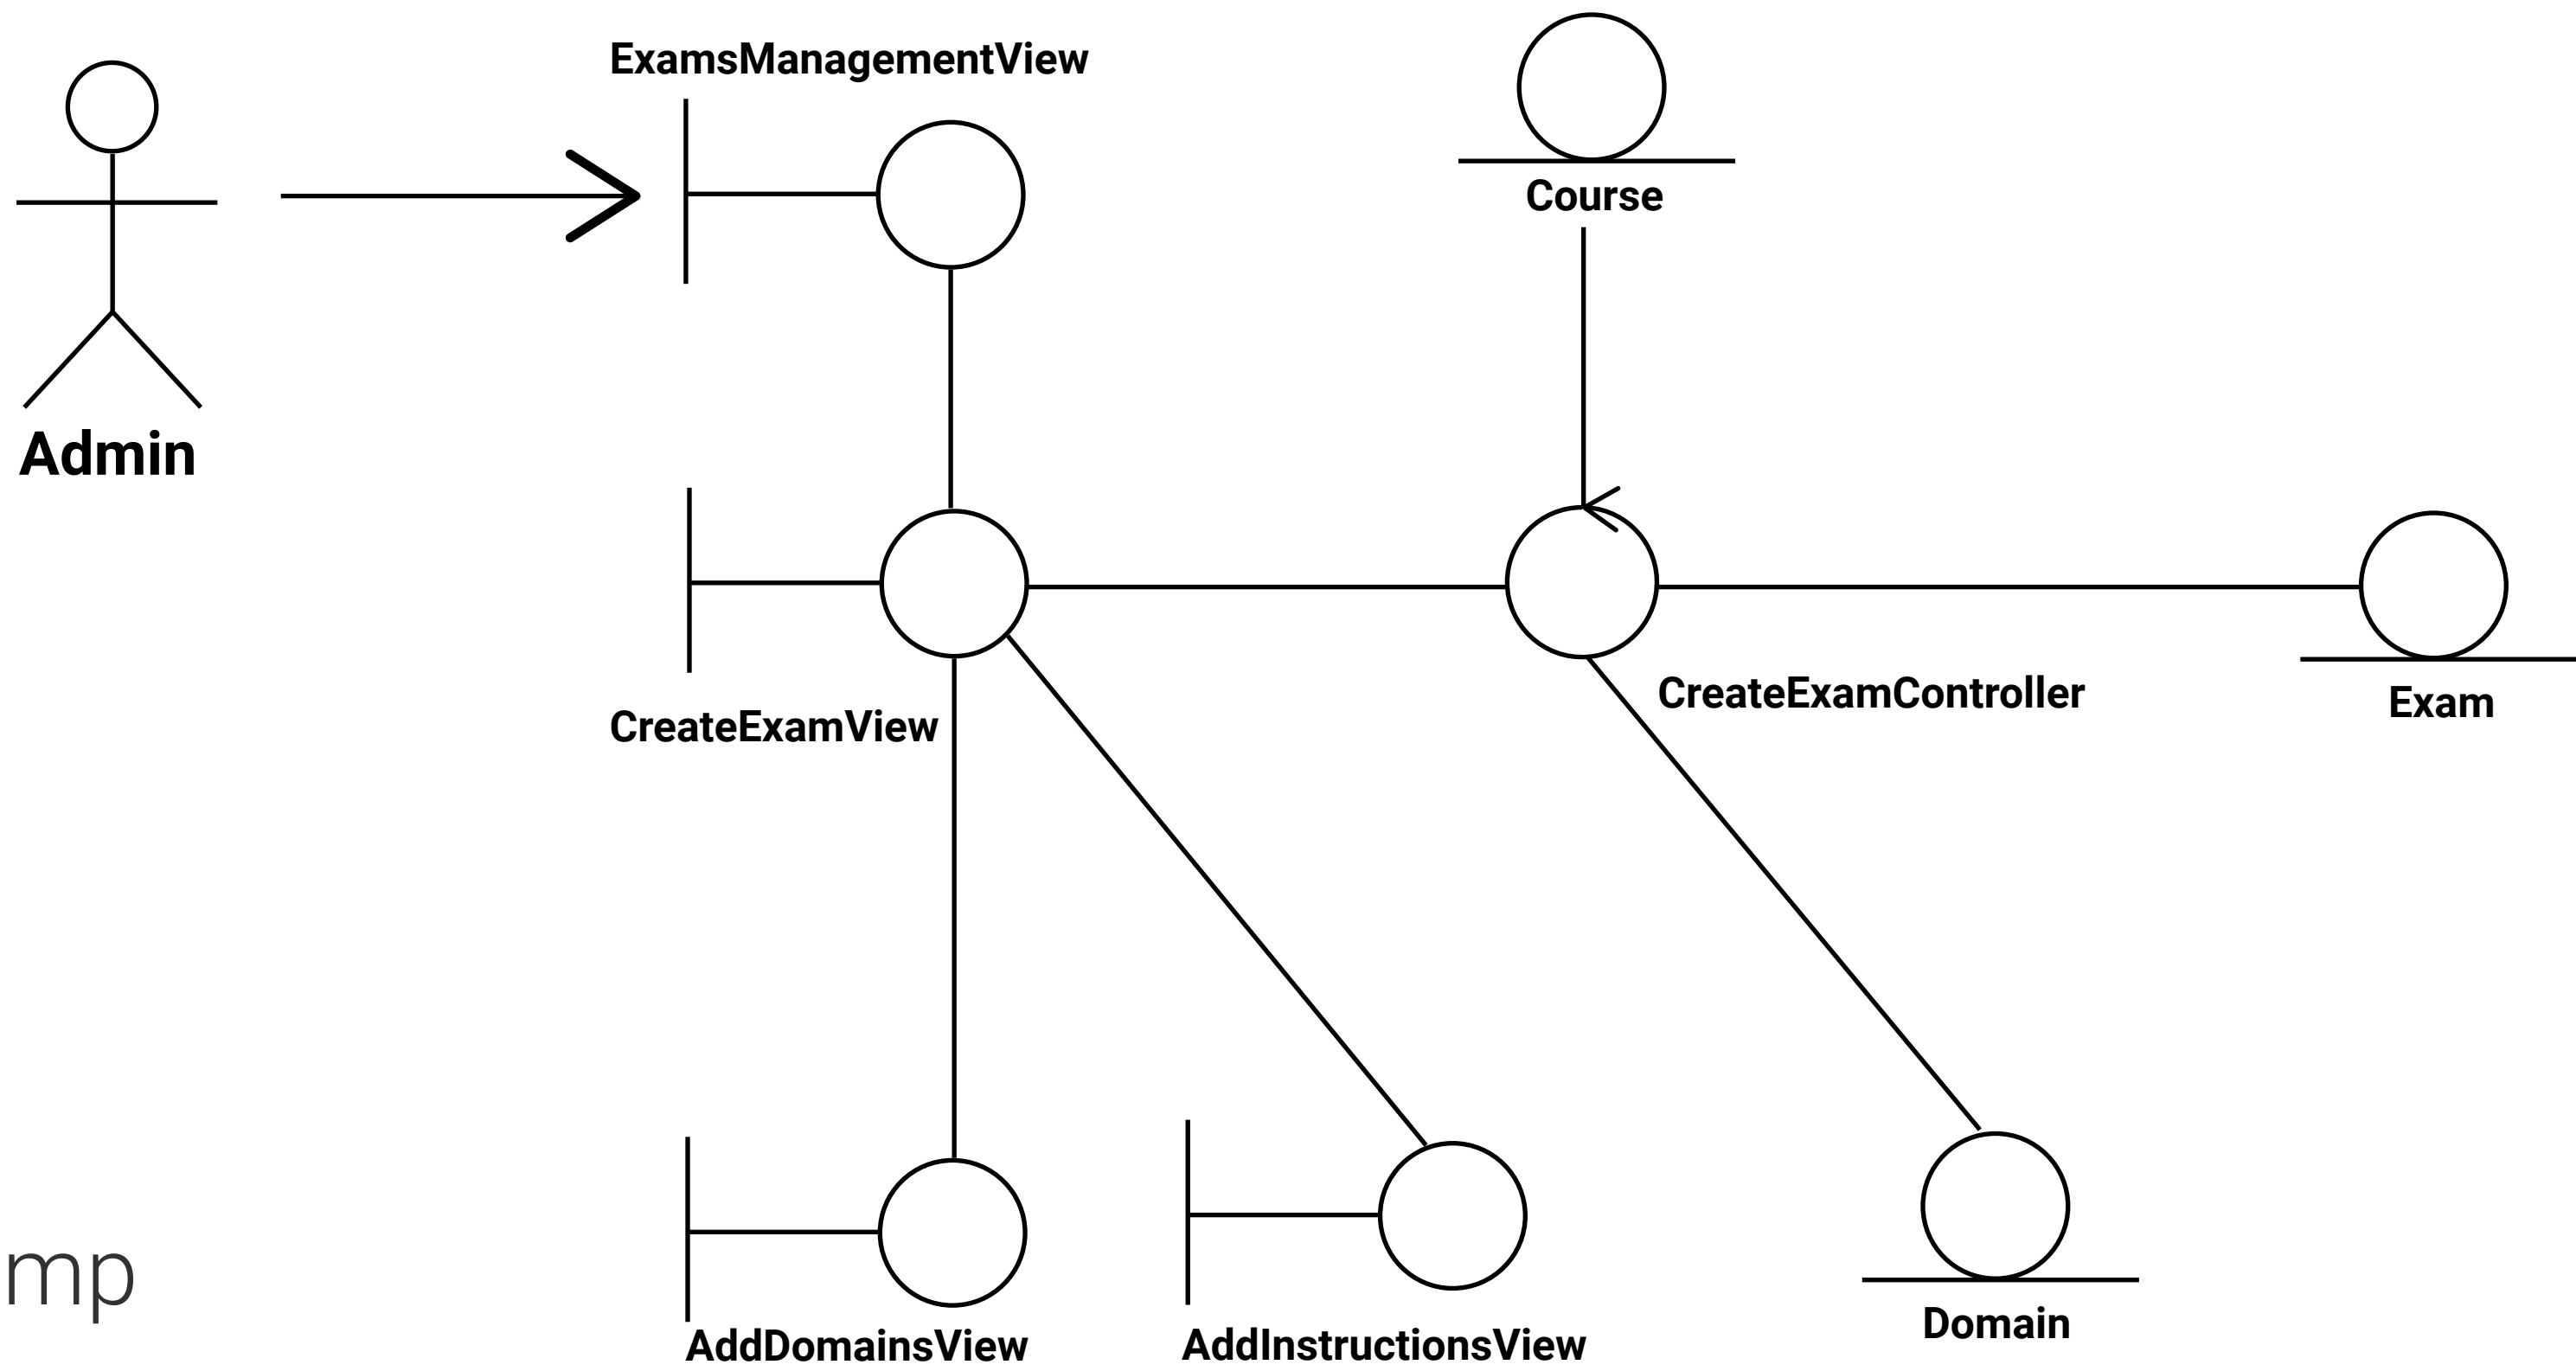 ExamsManagementView
Course
Admin
CreateExamController
Exam
CreateExamView
mp
Domain
AddDomainsView
AddInstructionsView